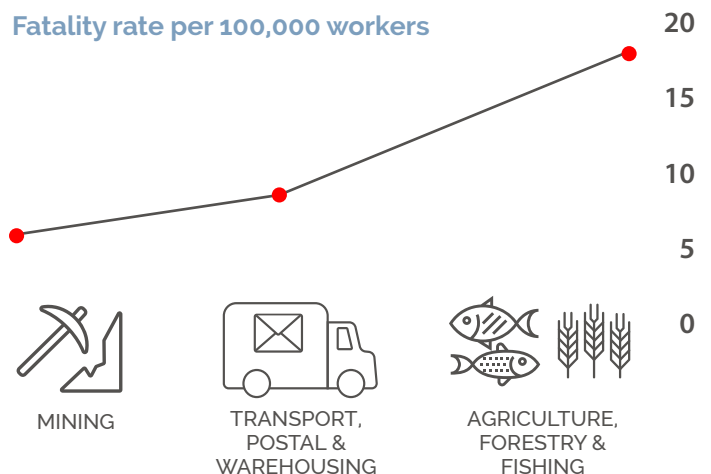 Fatality rate per 100,000 workers
20
15
10
5
0
MINING
TRANSPORT,
POSTAL &
WAREHOUSING
AGRICULTURE,
FORESTRY &
FISHING